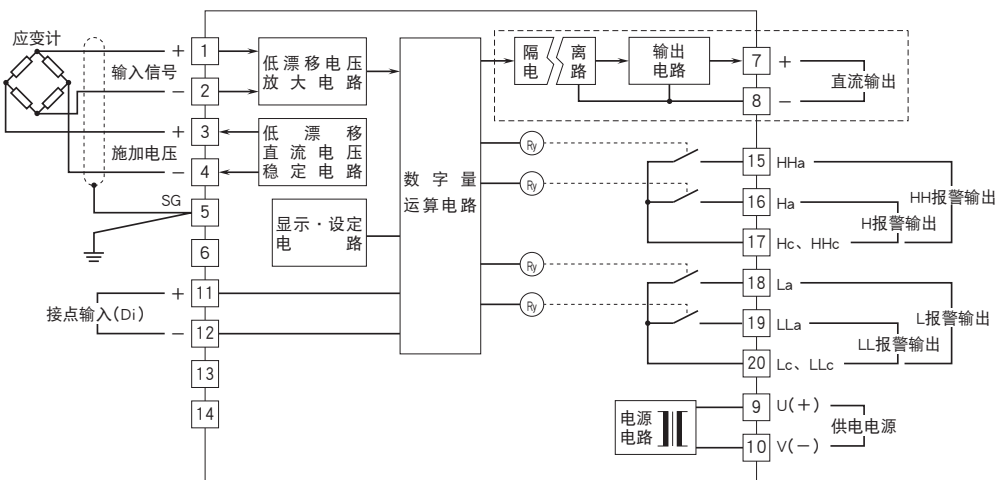 应变计
输入信号
施加电压
SG
接点输入(Di)
+
−
+
−
+
−
1
2
3
4
5
6
11
12
13
14
低漂移电压
放大电路
低漂移
直流电压
稳定电路
显示·设定
电路
数字量
运算电路
隔离
电路
输出
电路
Ry
Ry
Ry
Ry
电源
电路
7
+
8
−
直流输出
15
HHa
16
Ha
17
Hc、HHc
HH报警输出
H报警输出
18
La
19
LLa
20
Lc、LLc
L报警输出
LL报警输出
9
U(+)
10
V(−)
供电电源